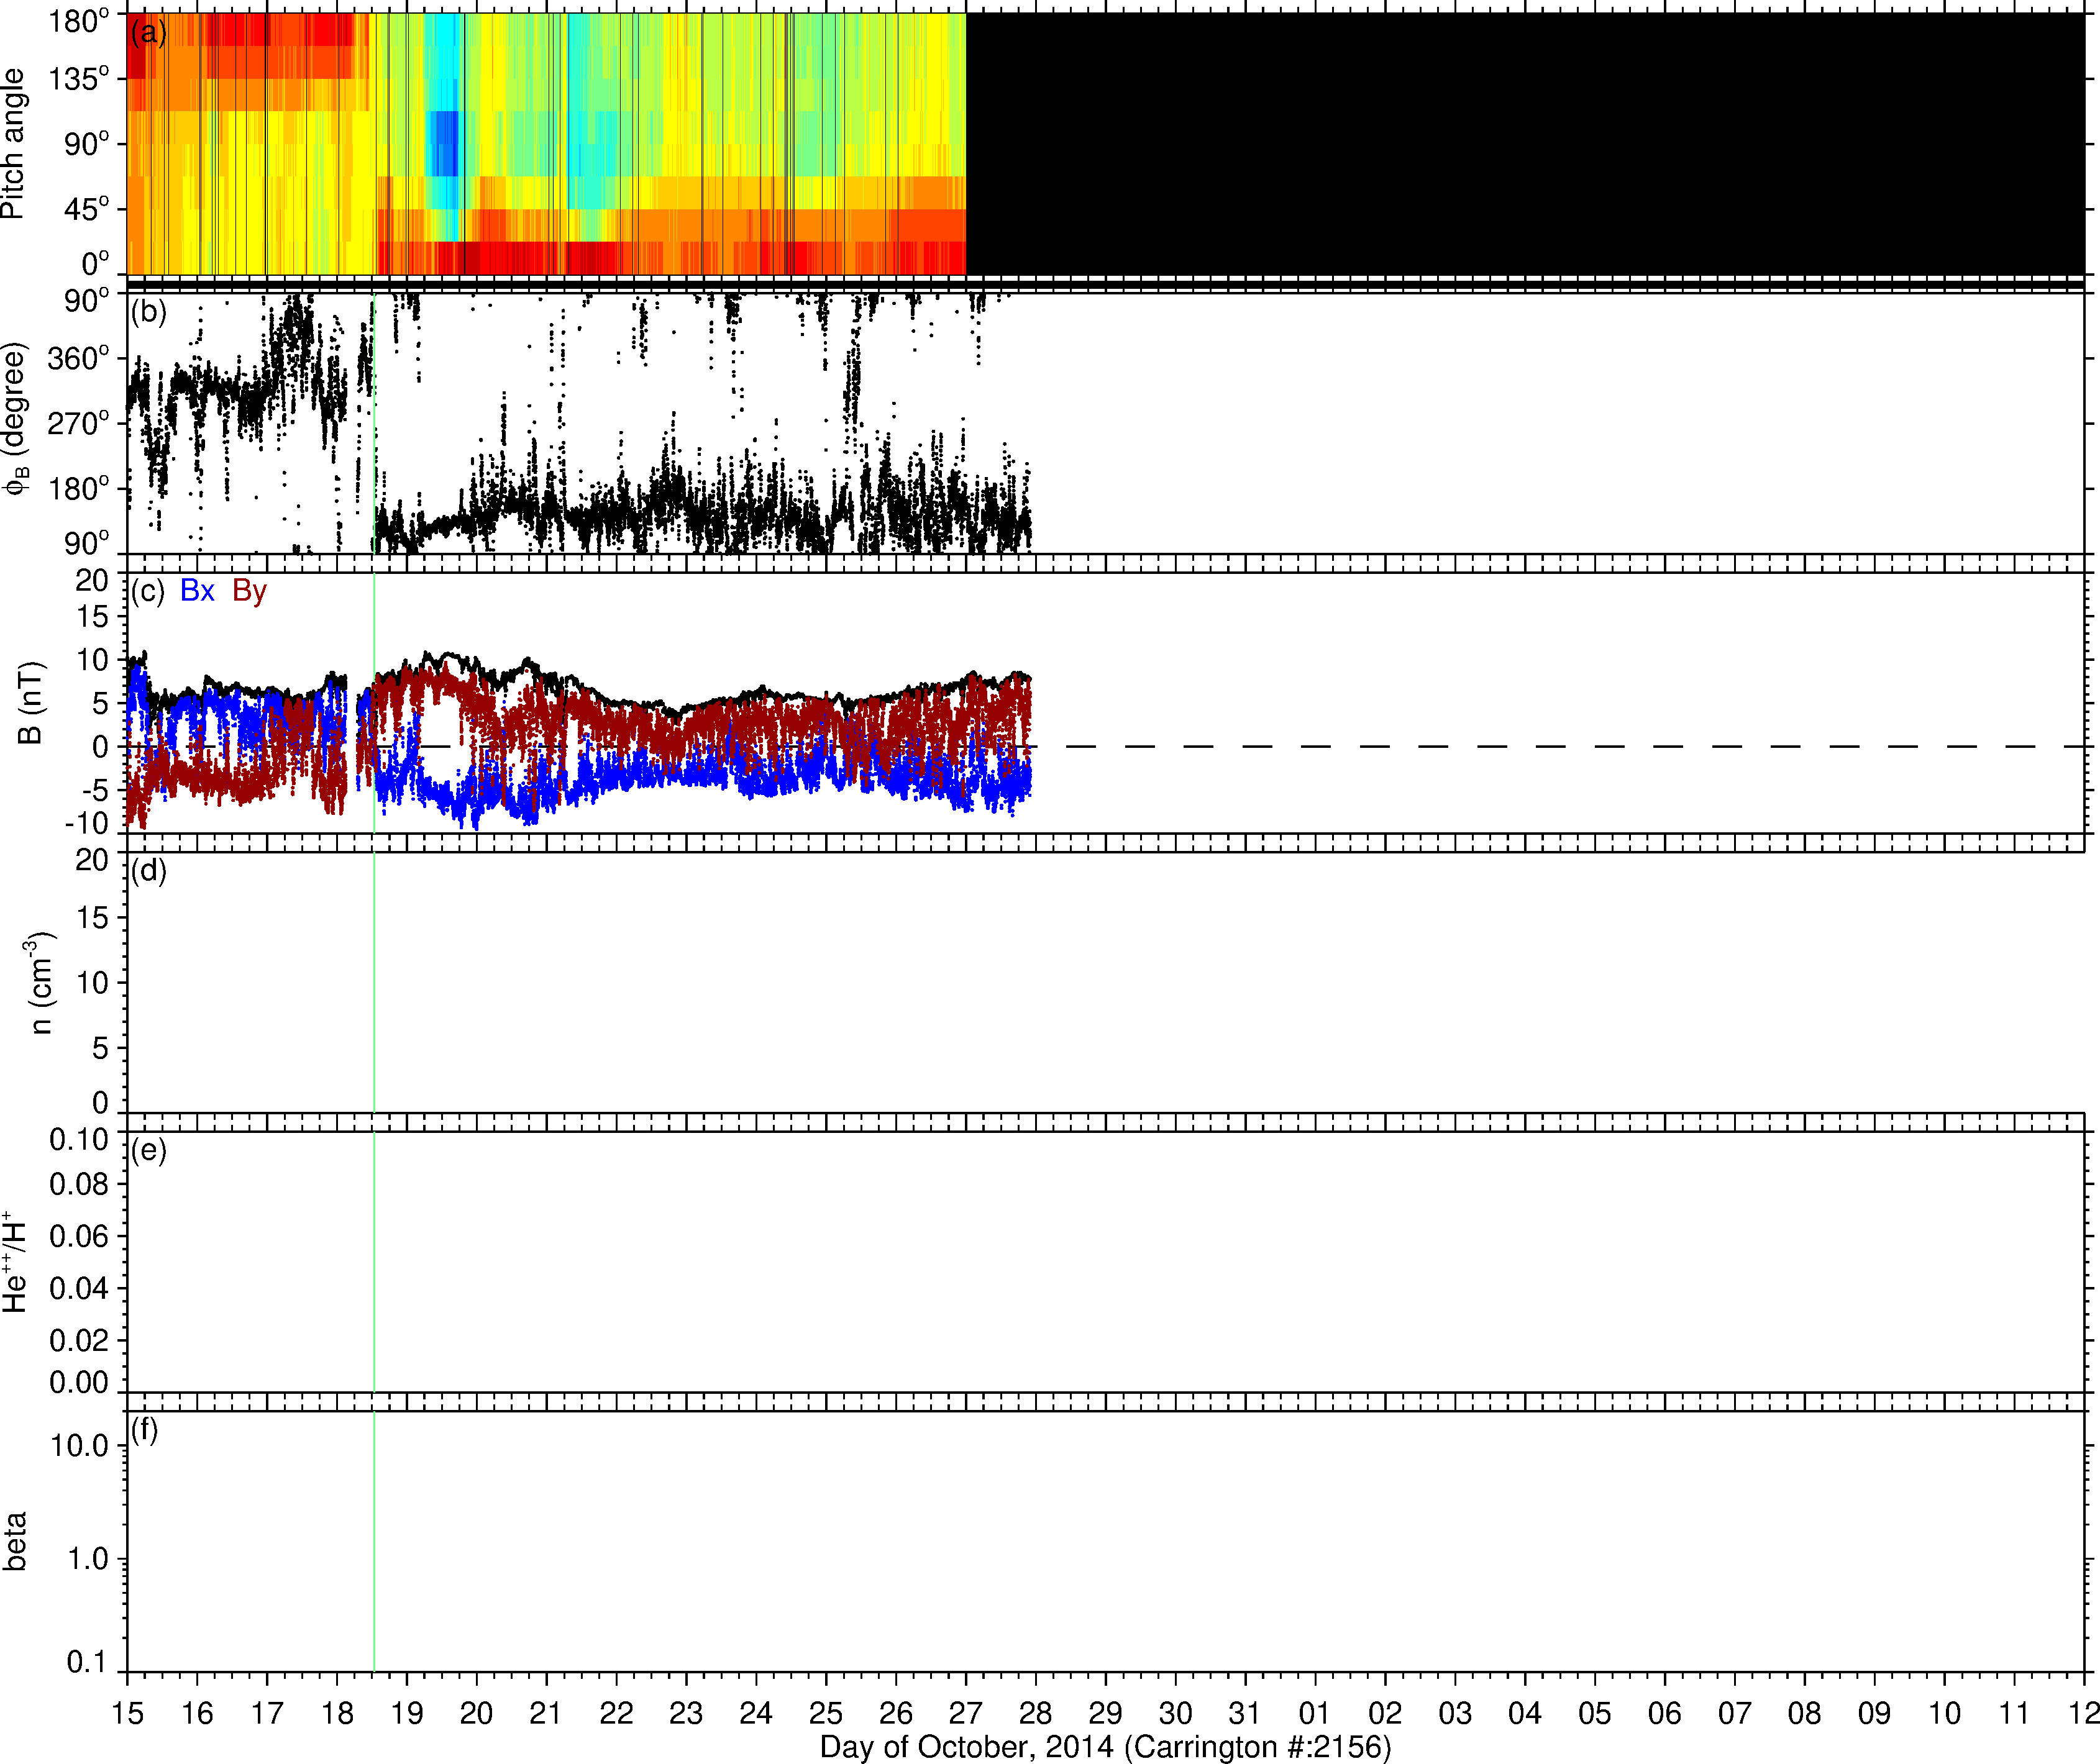 (a)
180°
135°
90°
45°
0°
Pitch angle
(b)
90°
360°
270°
180°
90°
ϕB (degree)
(c) Bx By
20
15
10
5
0
-5
-10
B (nT)
(d)
20
15
10
5
0
n (cm-3)
(e)
0.10
0.08
0.06
0.04
0.02
0.00
He++/H+
(f)
10.0
1.0
0.1
beta
15 16 17 18 19 20 21 22 23 24 25 26 27 28 29 30 31 01 02 03 04 05 06 07 08 09 10 11 12
Day of October, 2014 (Carrington #:2156)